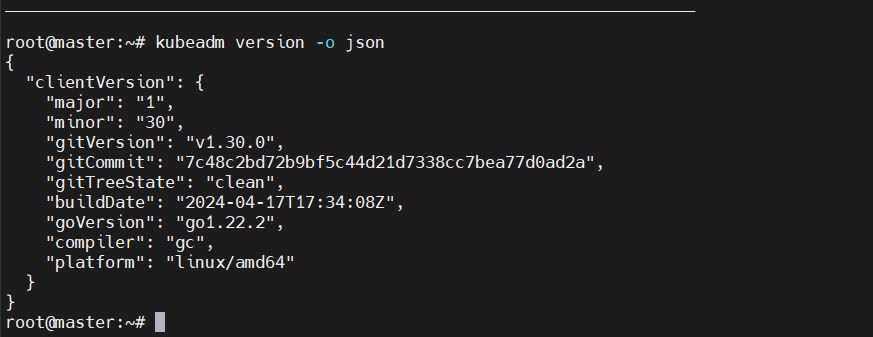 root@master:~# kubeadm version -o json
{
  "clientVersion": {
    "major": "1",
    "minor": "30",
    "gitVersion": "v1.30.0",
    "gitCommit": "7c48c2bd72b9bf5c44d21d7338cc7bea77d0ad2a",
    "gitTreeState": "clean",
    "buildDate": "2024-04-17T17:34:08Z",
    "goVersion": "go1.22.2",
    "compiler": "gc",
    "platform": "linux/amd64"
  }
}
root@master:~#